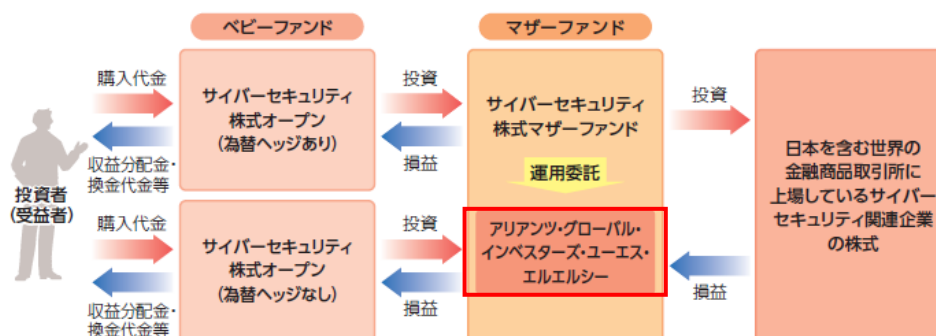 ベビーファンド
マザーファンド
購入代金
収益分配金・
換金代金等
サイバーセキュリティ
株式オープン
(為替ヘッジあり)
投資
損益
サイバーセキュリティ
株式マザーファンド
運用委託
投資
日本を含む世界の
金融商品取引所に
上場しているサイバー
セキュリティ関連企業
の株式
投資者
(受益者)
購入代金
収益分配金・
換金代金等
サイバーセキュリティ
株式オープン
(為替ヘッジなし)
投資
損益
アリアンツ・グローバル・
インベスターズ・ユーエス・
エルエルシー
損益